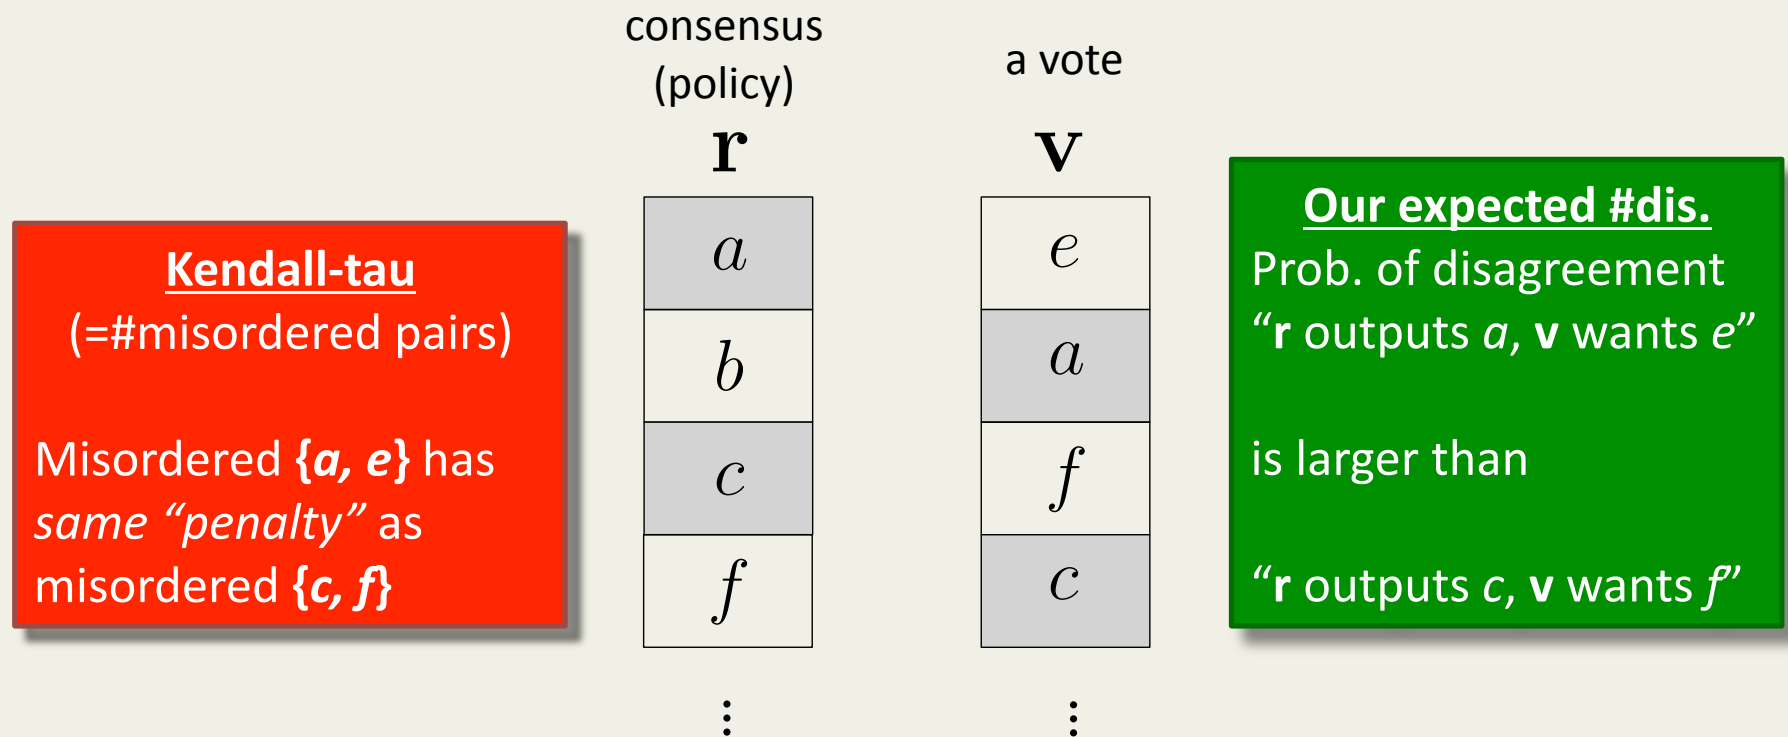 consensus
(policy)
r
a
b
c
f
⋮
a vote
v
e
a
f
c
⋮
Kendall-tau
(=#misordered pairs)
Misordered {a, e} has
same “penalty” as
misordered {c, f}
Our expected #dis.
Prob. of disagreement
“r outputs a, v wants e”
is larger than
“r outputs c, v wants f”